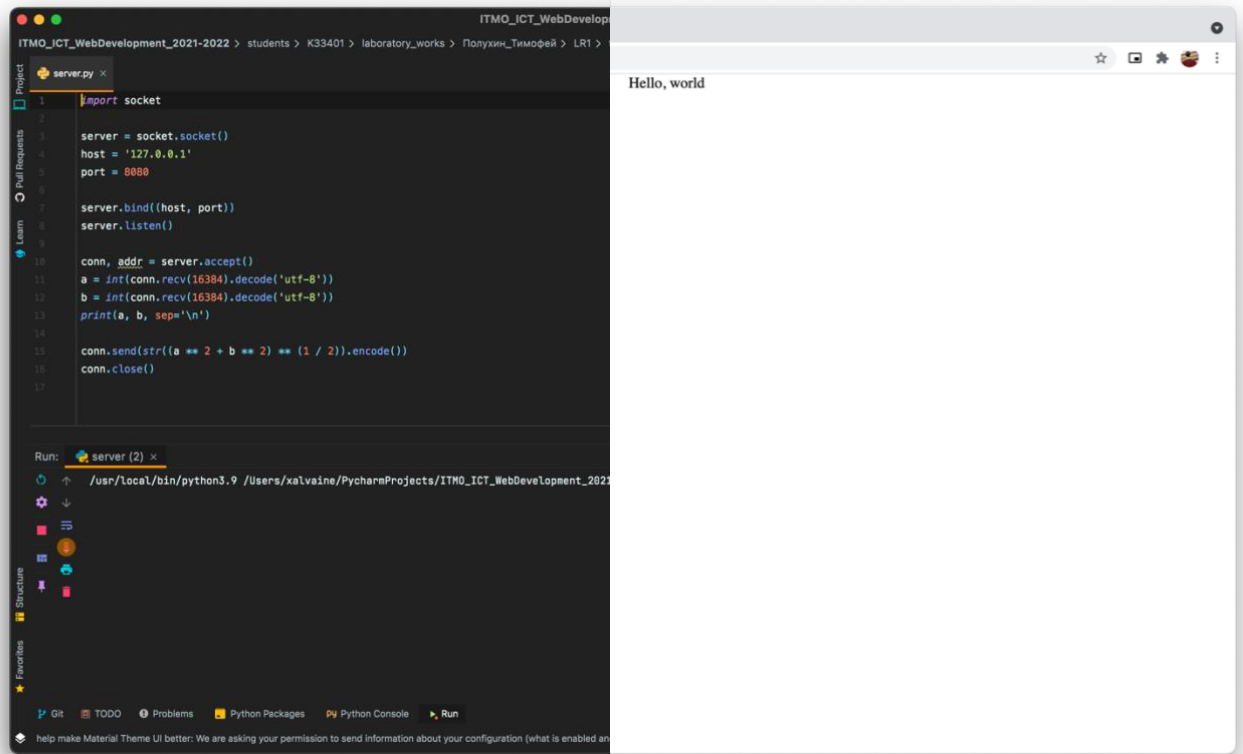 ITMO_ICT_WebDevelop
ITMO_ICT_WebDevelopment_2021-2022 > students > K33401 > laboratory_works > Полухин_Тимофей > LR1 >
server.py ×
Project
Pull Requests
Learn
Structure
Favorites
1 import socket
2
3 server = socket.socket()
4 host = '127.0.0.1'
5 port = 8080
6
7 server.bind((host, port))
8 server.listen()
9
10 conn, addr = server.accept()
11 a = int(conn.recv(16384).decode('utf-8'))
12 b = int(conn.recv(16384).decode('utf-8'))
13 print(a, b, sep='\n')
14
15 conn.send(str((a ** 2 + b ** 2) ** (1 / 2)).encode())
16 conn.close()
17
Run: server (2) ×
/usr/local/bin/python3.9 /Users/xalvaine/PycharmProjects/ITMO_ICT_WebDevelopment_2021
Git TODO Problems Python Packages Python Console Run
help make Material Theme UI better: We are asking your permission to send information about your configuration (what is enabled an
Hello, world